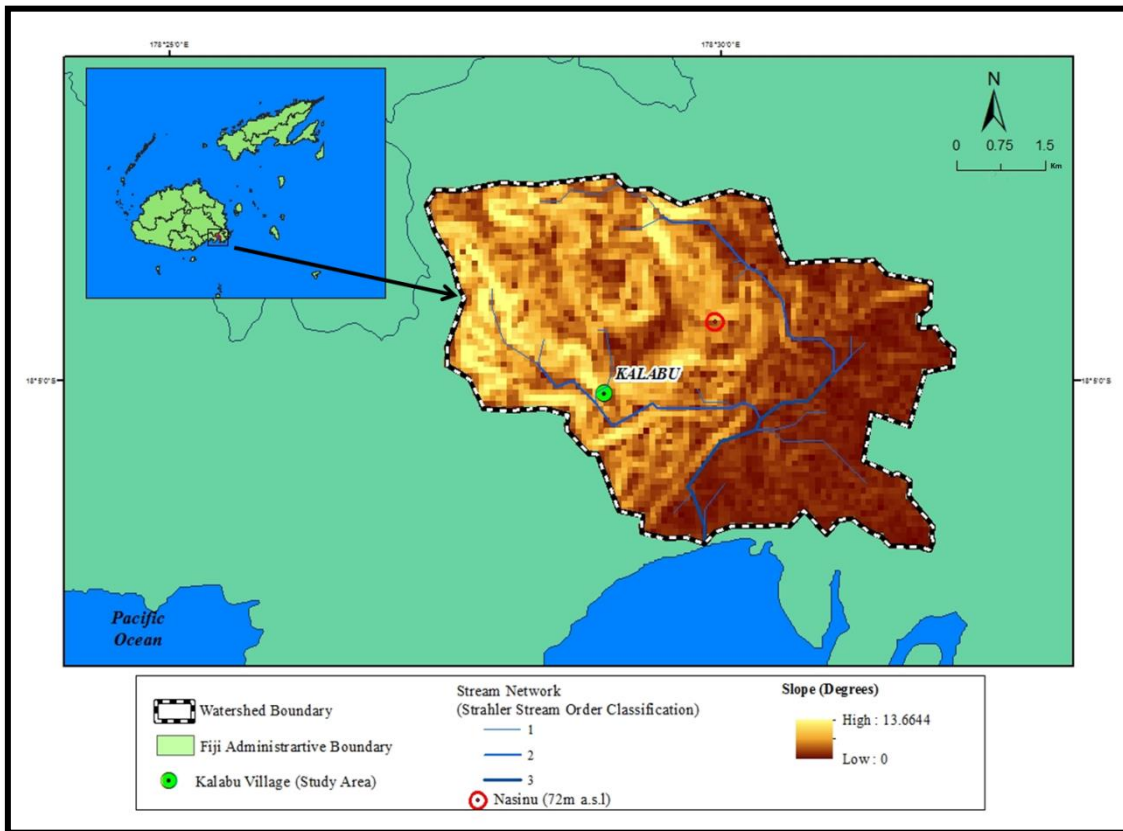 178°25'0"E
178°30'0"E
N
0 0.75 1.5
Km
18°5'0"S
18°5'0"S
KALABU
Pacific
Ocean
Watershed Boundary
Fiji Administrartive Boundary
Kalabu Village (Study Area)
Stream Network
(Strahler Stream Order Classification)
1
2
3
Nasinu (72m a.s.l)
Slope (Degrees)
High : 13.6644
Low : 0